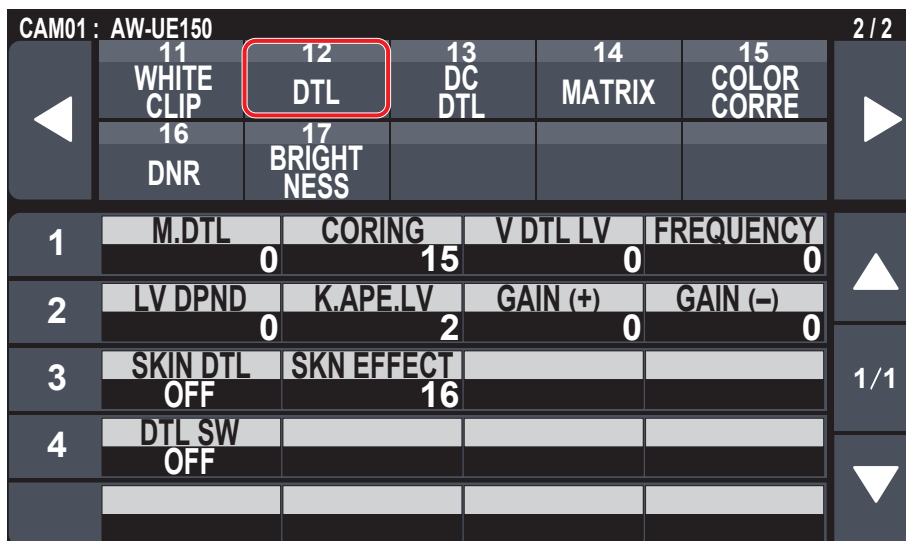 CAM01 : AW-UE150 2 / 2
11 12 13 14 15
WHITE CLIP DTL DC DTL MATRIX COLOR CORRE
16 17
DNR BRIGHT NESS
1 M.DTL CORING V DTL LV FREQUENCY
0 15 0 0
2 LV DPND K.APE.LV GAIN (+) GAIN (–)
0 2 0 0
3 SKIN DTL SKN EFFECT 1/1
OFF 16
4 DTL SW
OFF